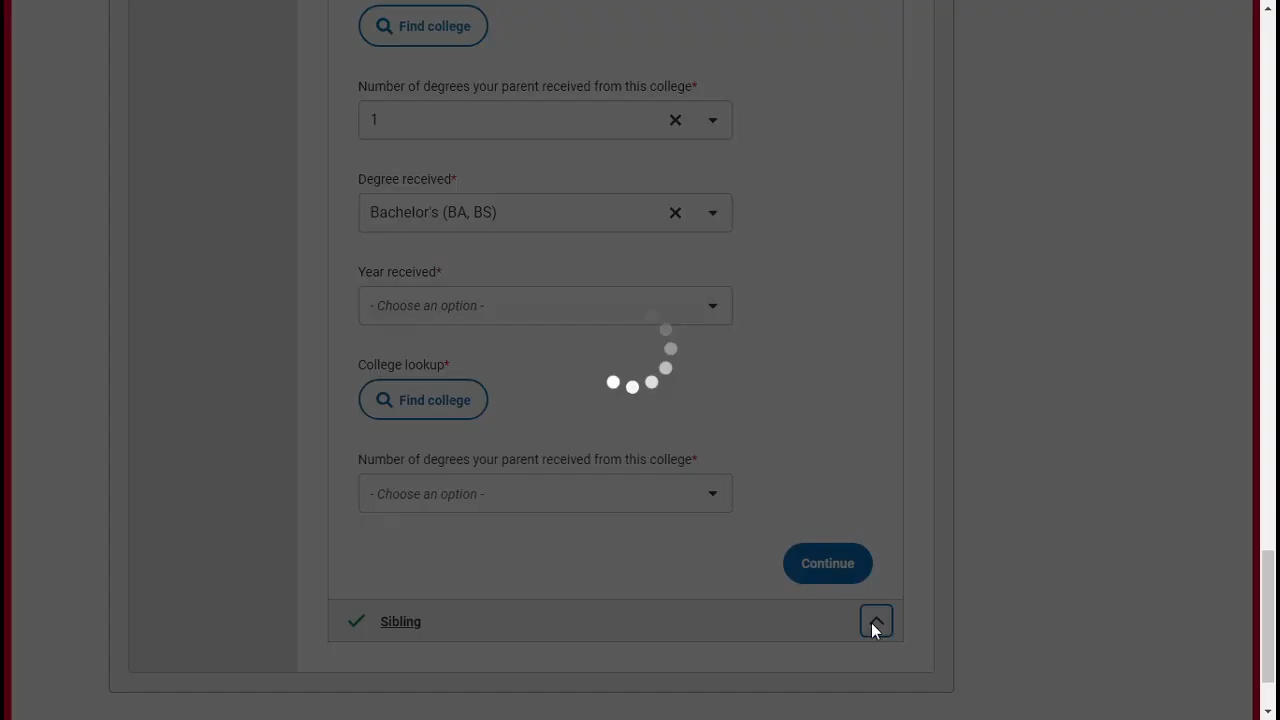 Find college
Number of degrees your parent received from this college*
1
Degree received*
Bachelor's (BA, BS)
Year received*
- Choose an option -
College lookup*
Find college
Number of degrees your parent received from this college*
- Choose an option -
Continue
Sibling